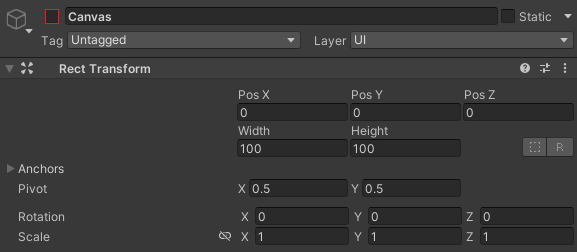 Canvas
Static
Tag Untagged Layer UI
Rect Transform
Pos X Pos Y Pos Z
0 0 0
Width Height
100 100
R
Anchors
Pivot X 0.5 Y 0.5
Rotation X 0 Y 0 Z 0
Scale X 1 Y 1 Z 1